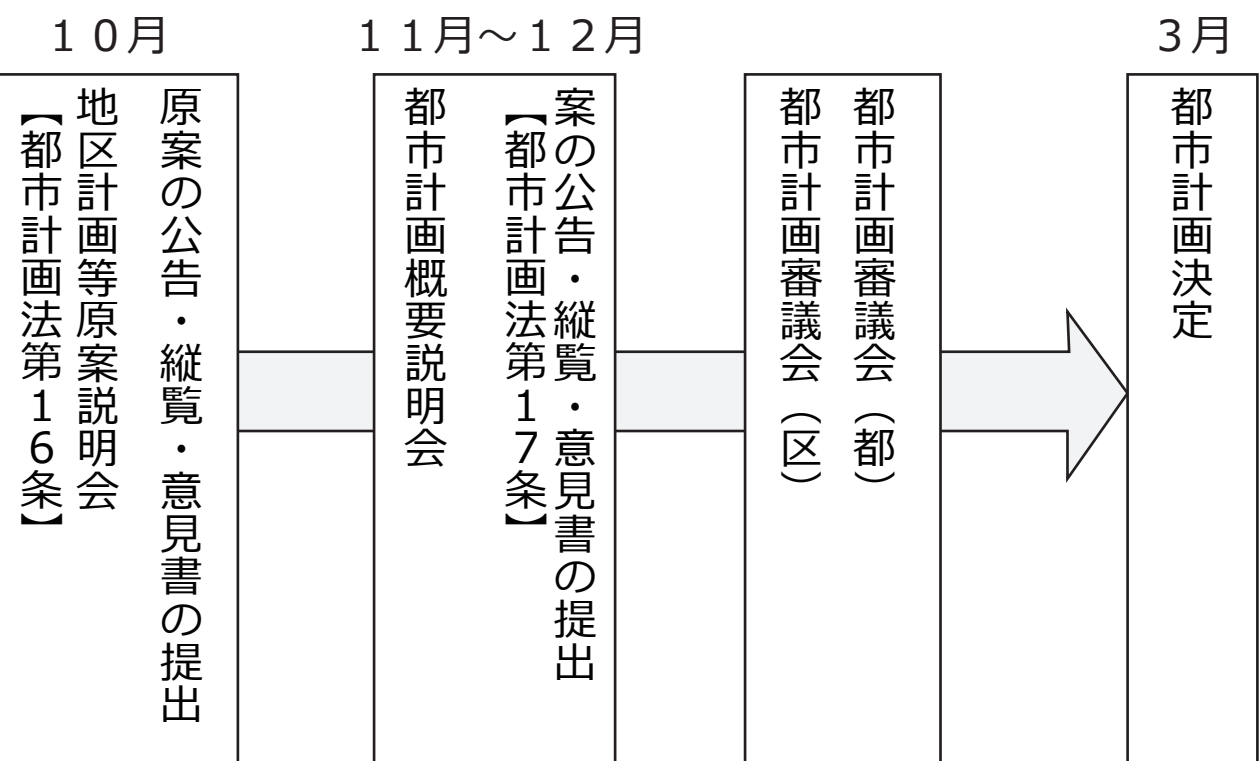 １０月
原案の公告・縦覧・意見書の提出
地区計画等原案説明会
【都市計画法第１６条】
１１月～１２月
案の公告・縦覧・意見書の提出
【都市計画法第１７条】
都市計画概要説明会
都市計画審議会（都）
都市計画審議会（区）
３月
都市計画決定